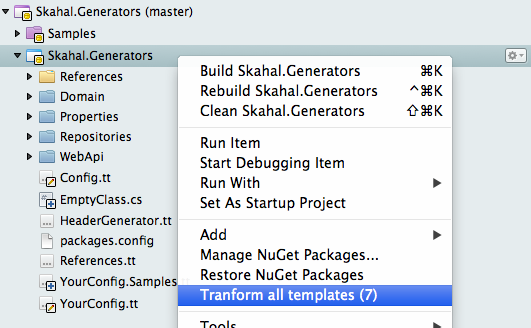 Skahal.Generators (master)
Samples
Skahal.Generators
References
Domain
Properties
Repositories
WebApi
Config.tt
EmptyClass.cs
HeaderGenerator.tt
packages.config
References.tt
YourConfig.Samples
YourConfig.tt
Build Skahal.Generators ⌘K
Rebuild Skahal.Generators ^⌘K
Clean Skahal.Generators ⇧⌘K
Run Item
Start Debugging Item
Run With
Set As Startup Project
Add
Manage NuGet Packages...
Restore NuGet Packages
Tranform all templates (7)
Tools